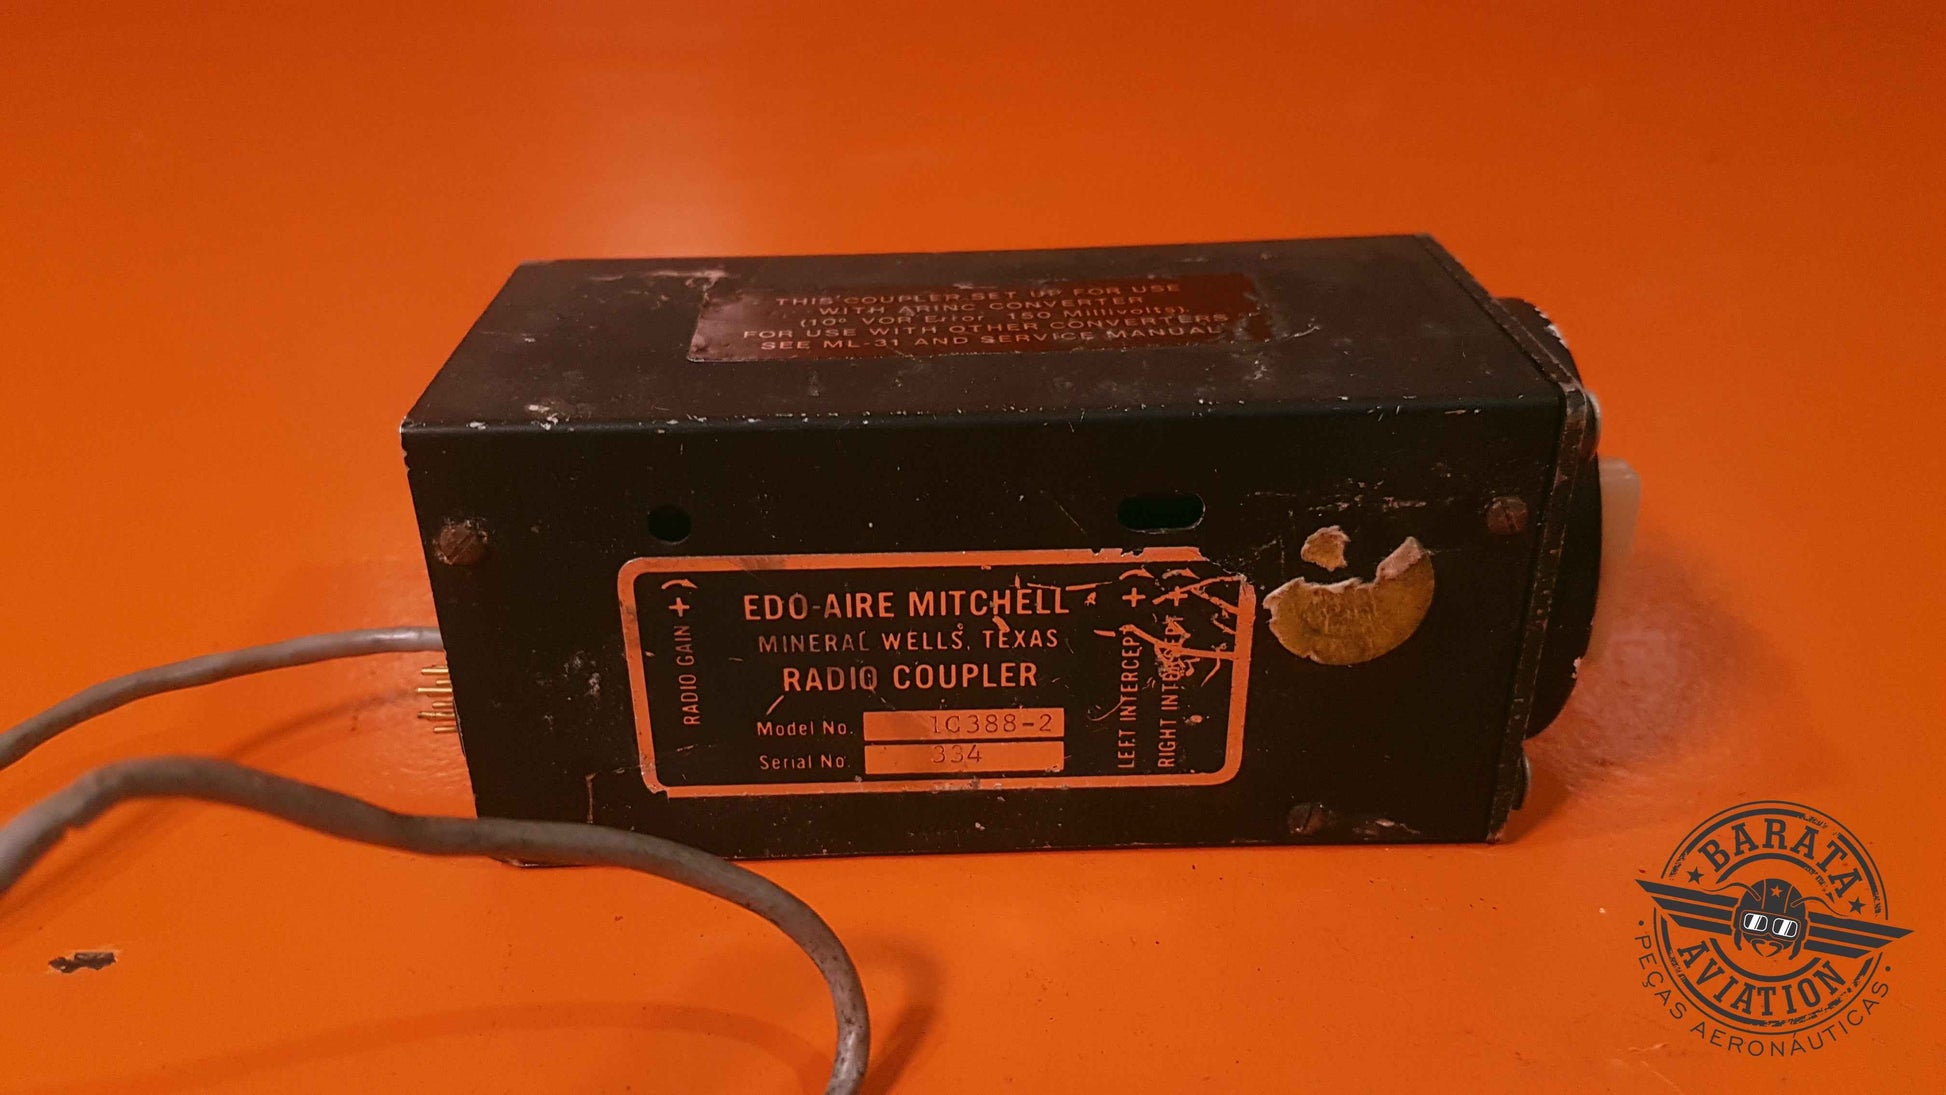 THIS COUPLER SET UP FOR USE
WITH ARINC CONVERTER
(10° VOR Error, 150 Millivolts).
FOR USE WITH OTHER CONVERTERS
SEE ML-31 AND SERVICE MANUAL
RADIO GAIN +
EDO-AIRE MITCHELL
MINERAL WELLS, TEXAS
RADIO COUPLER
Model No. 1C388-2
Serial No. 334
LEFT INTERCEPT +
RIGHT INTERCEPT +
BARATA
AVIATION
PEÇAS AERONÁUTICAS